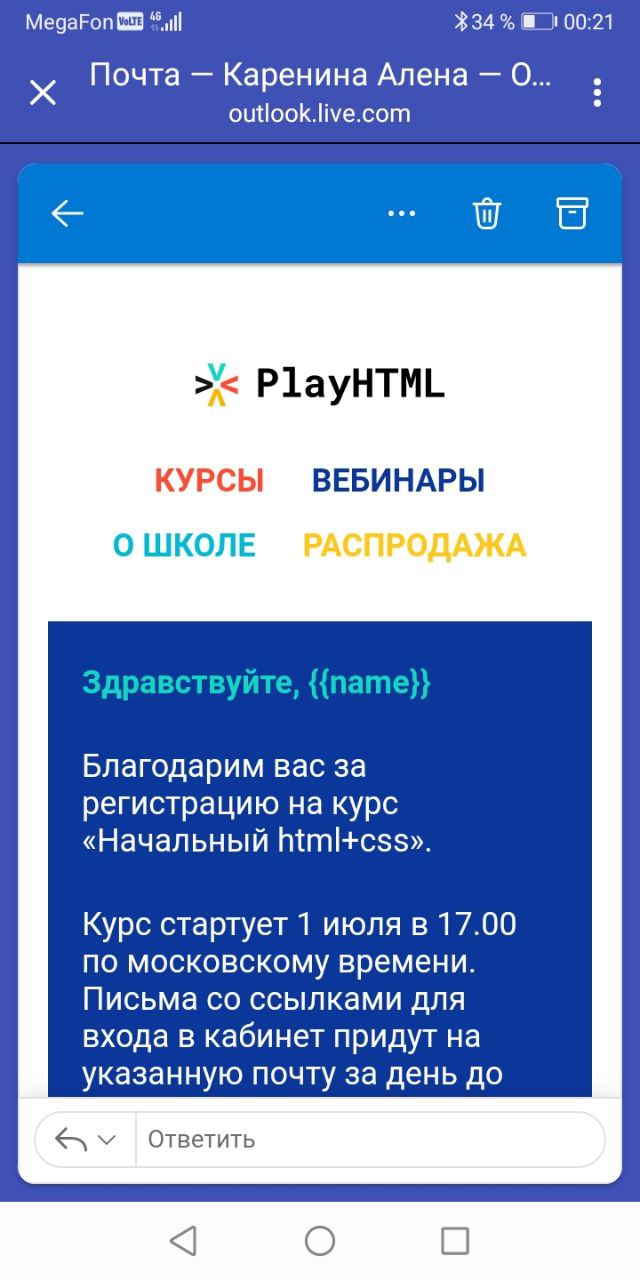 MegaFon VoLTE 4G 34 % 00:21
Почта — Каренина Алена — О...
outlook.live.com
PlayHTML
КУРСЫ ВЕБИНАРЫ
О ШКОЛЕ РАСПРОДАЖА
Здравствуйте, {{name}}
Благодарим вас за
регистрацию на курс
«Начальный html+css».
Курс стартует 1 июля в 17.00
по московскому времени.
Письма со ссылками для
входа в кабинет придут на
указанную почту за день до
Ответить